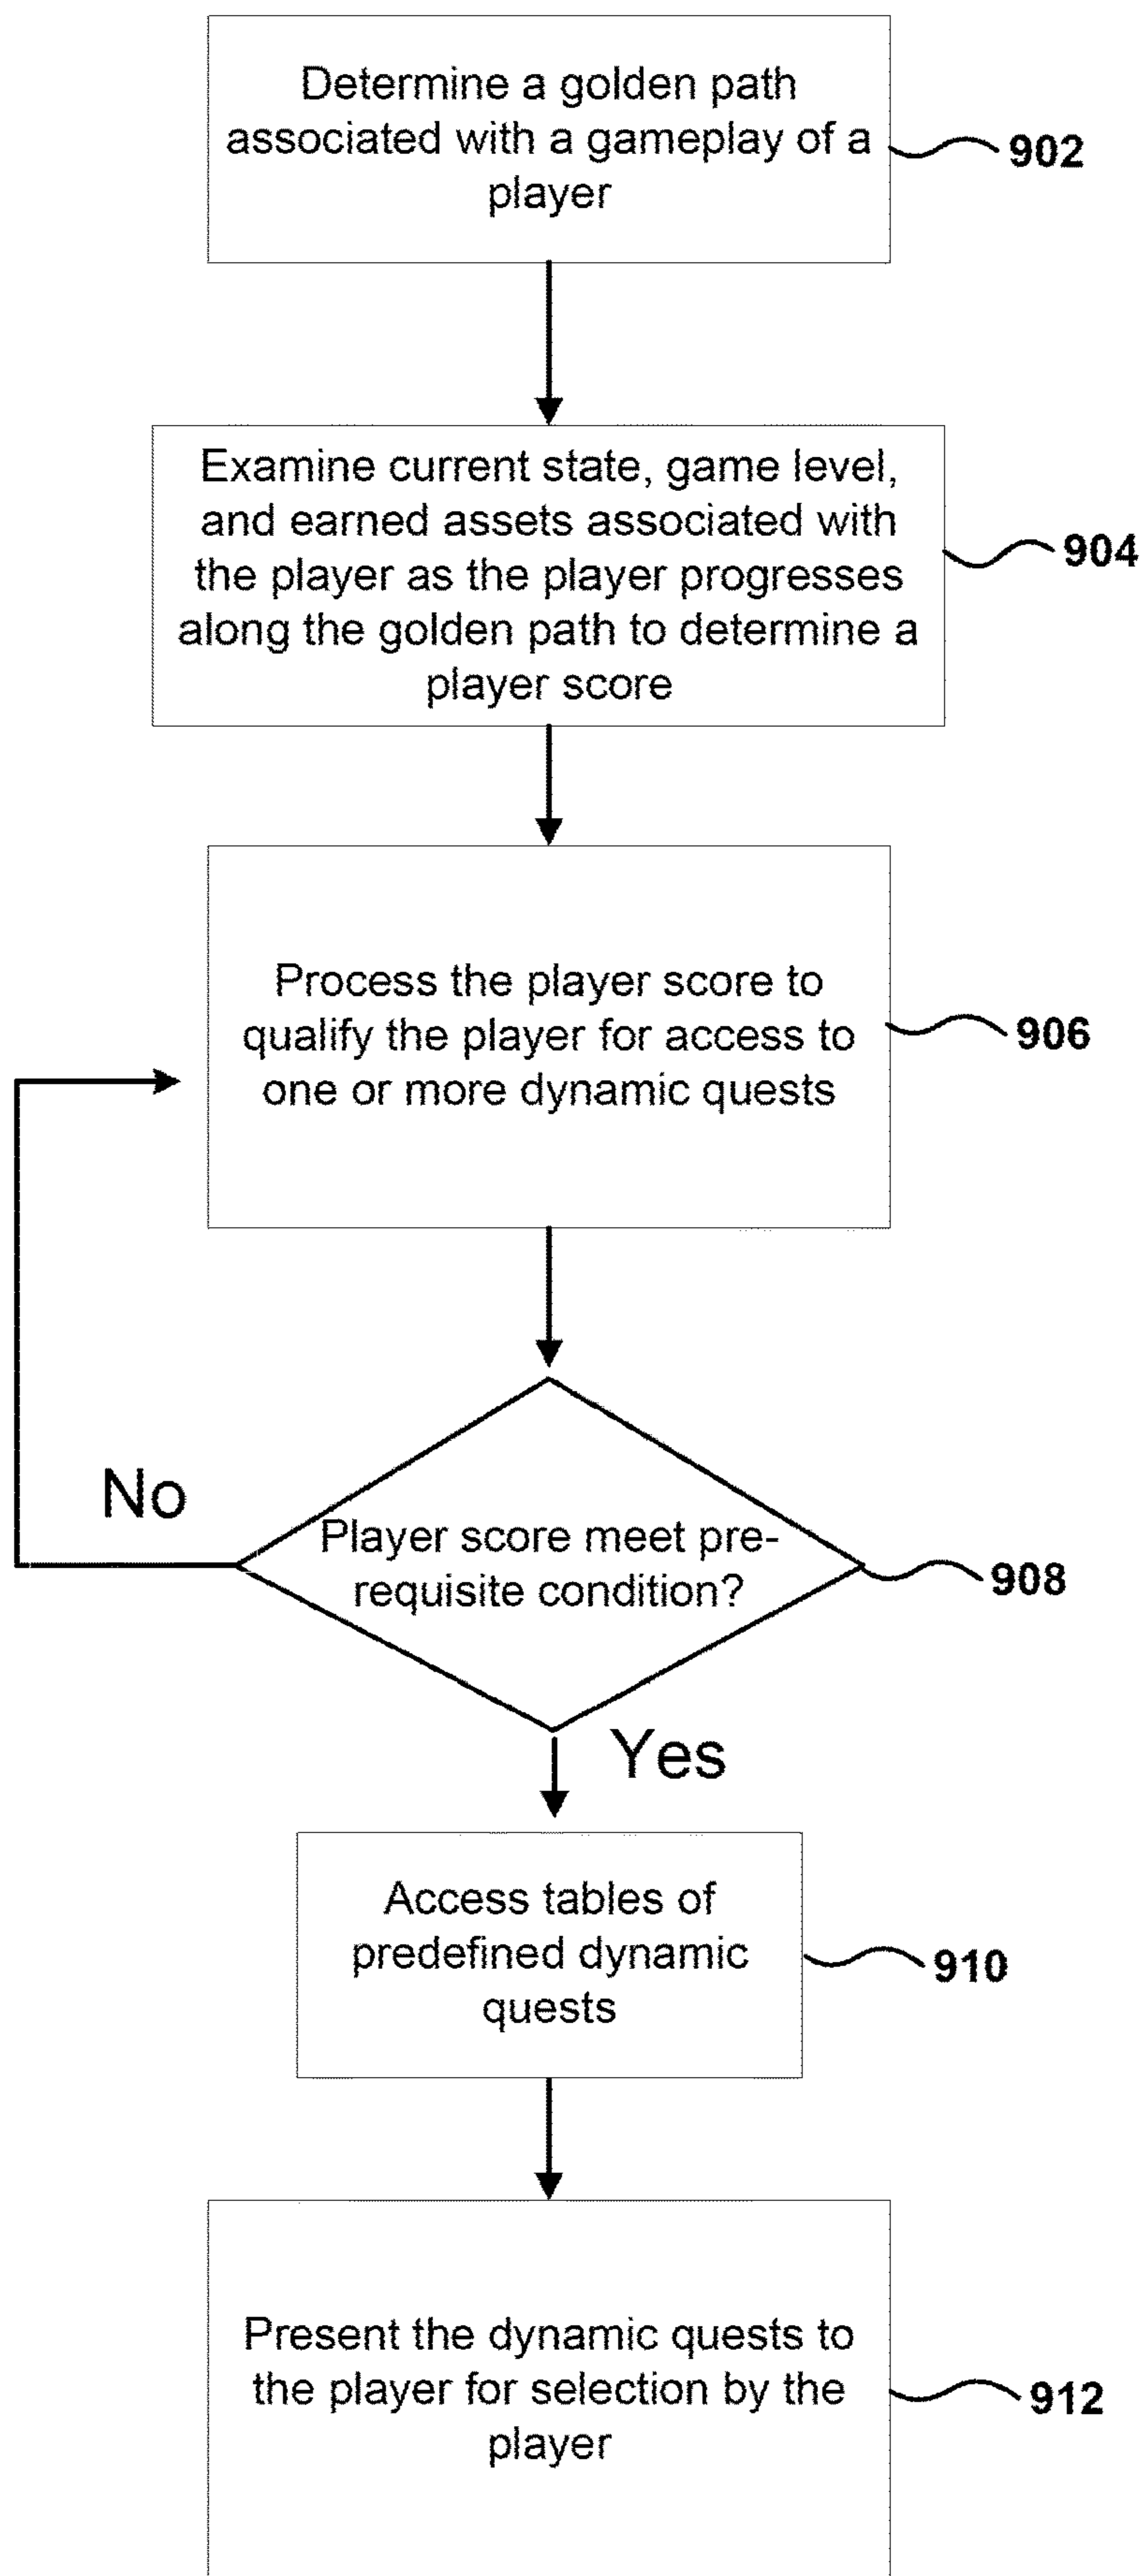 Determine a golden path
associated with a gameplay of a
player
902
Examine current state, game level,
and earned assets associated with
the player as the player progresses
along the golden path to determine a
player score
904
Process the player score to
qualify the player for access to
one or more dynamic quests
906
No
Player score meet pre-
requisite condition?
908
Yes
Access tables of
predefined dynamic
quests
910
Present the dynamic quests to
the player for selection by the
player
912